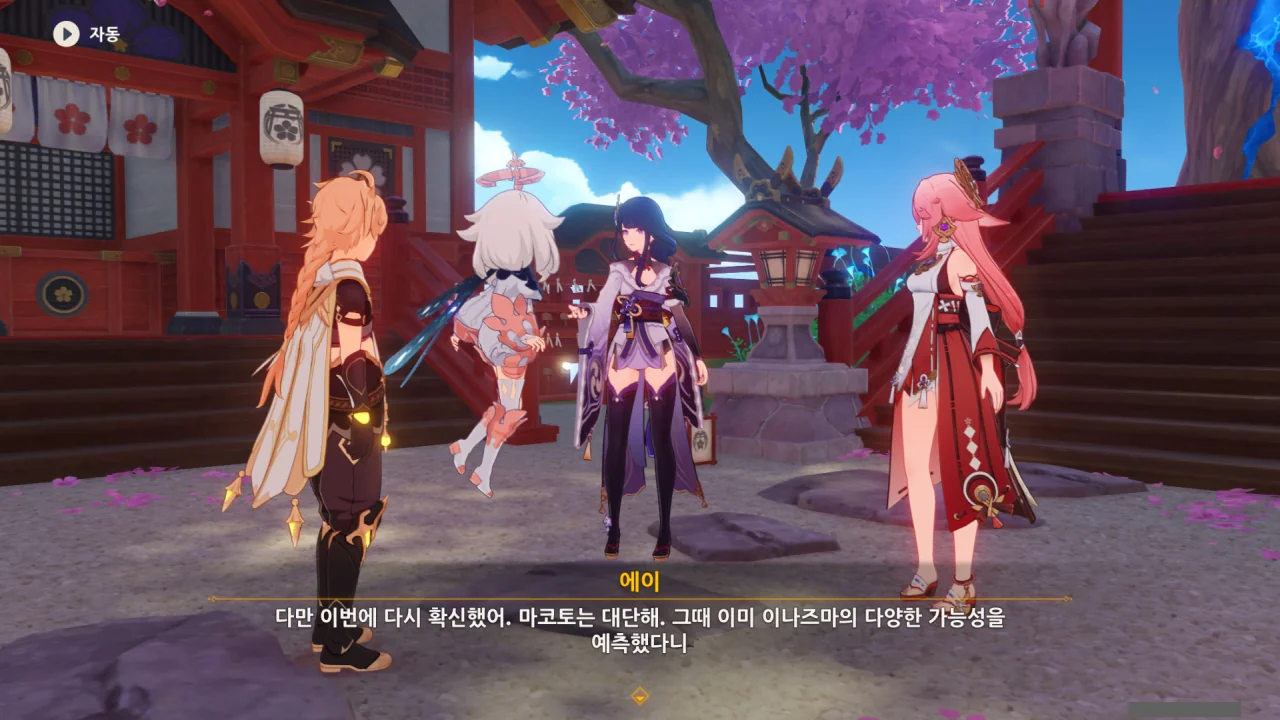 자동
에이
다만 이번에 다시 확신했어. 마코토는 대단해. 그때 이미 이나즈마의 다양한 가능성을
예측했다니